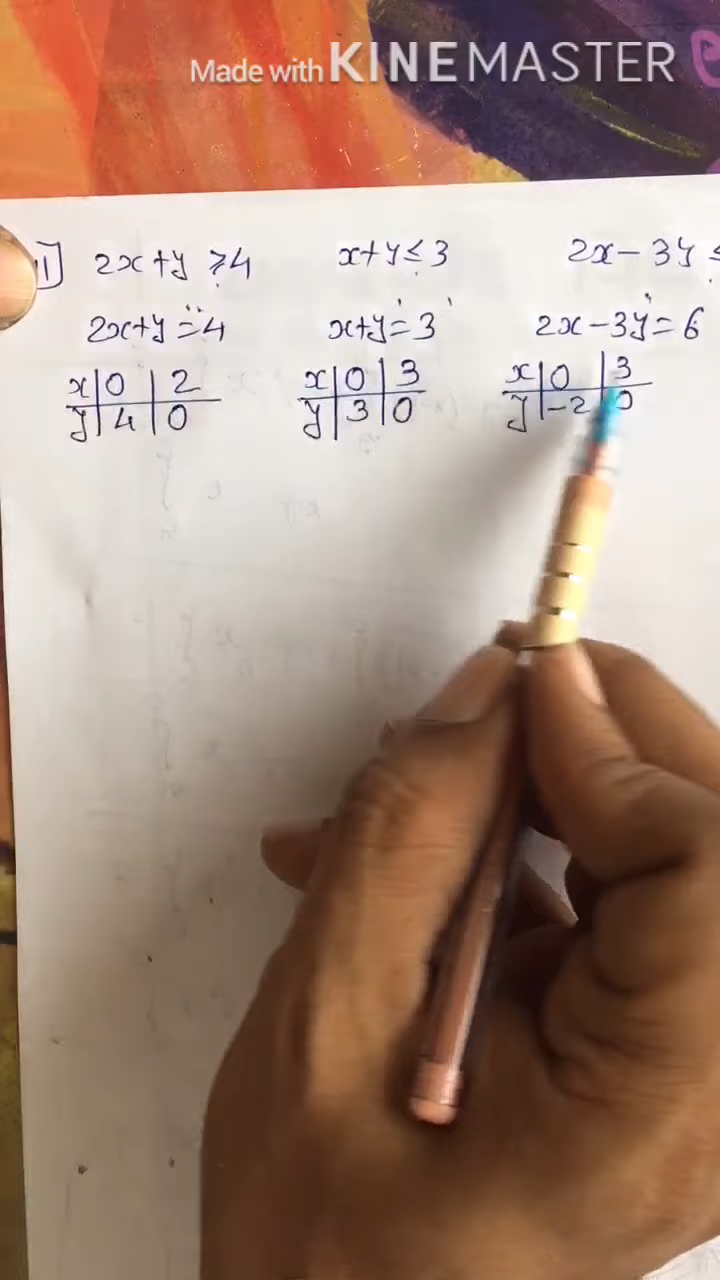 Made with KINEMASTER
11] 2x+y ≥4 x+y≤3 2x-3y ≤
2x+y=4 x+y=3 2x-3y=6
x|0|2 x|0|3 x|0|3
y|4|0 y|3|0 y|-2|0